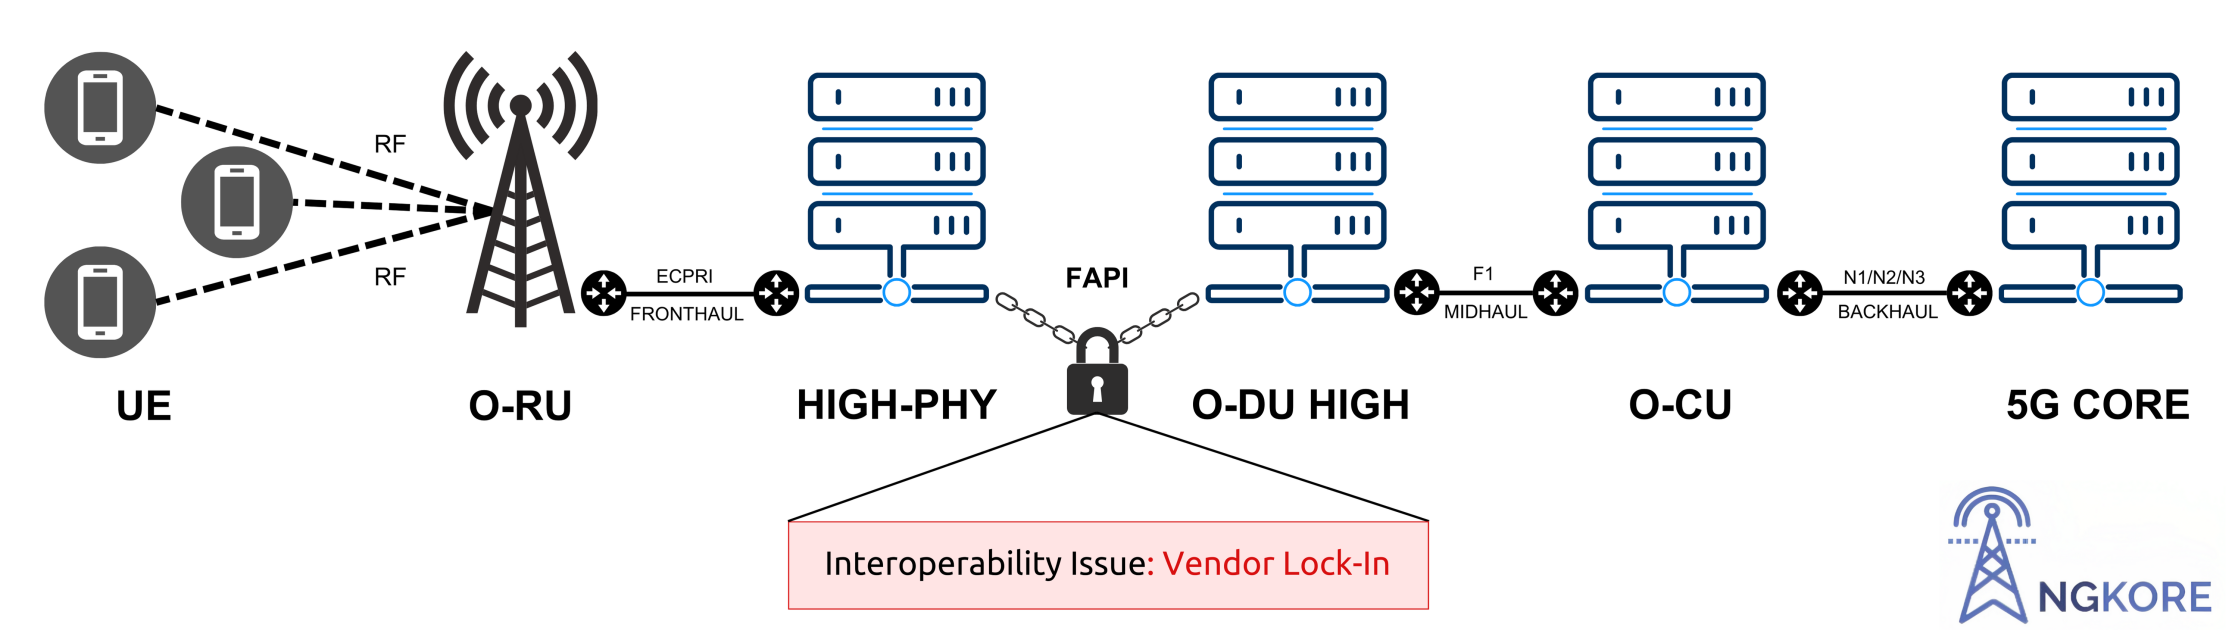 RF
RF
ECPRI
FRONTHAUL
FAPI
F1
MIDHAUL
N1/N2/N3
BACKHAUL
UE
O-RU
HIGH-PHY
O-DU HIGH
O-CU
5G CORE
Interoperability Issue: Vendor Lock-In
NGKORE